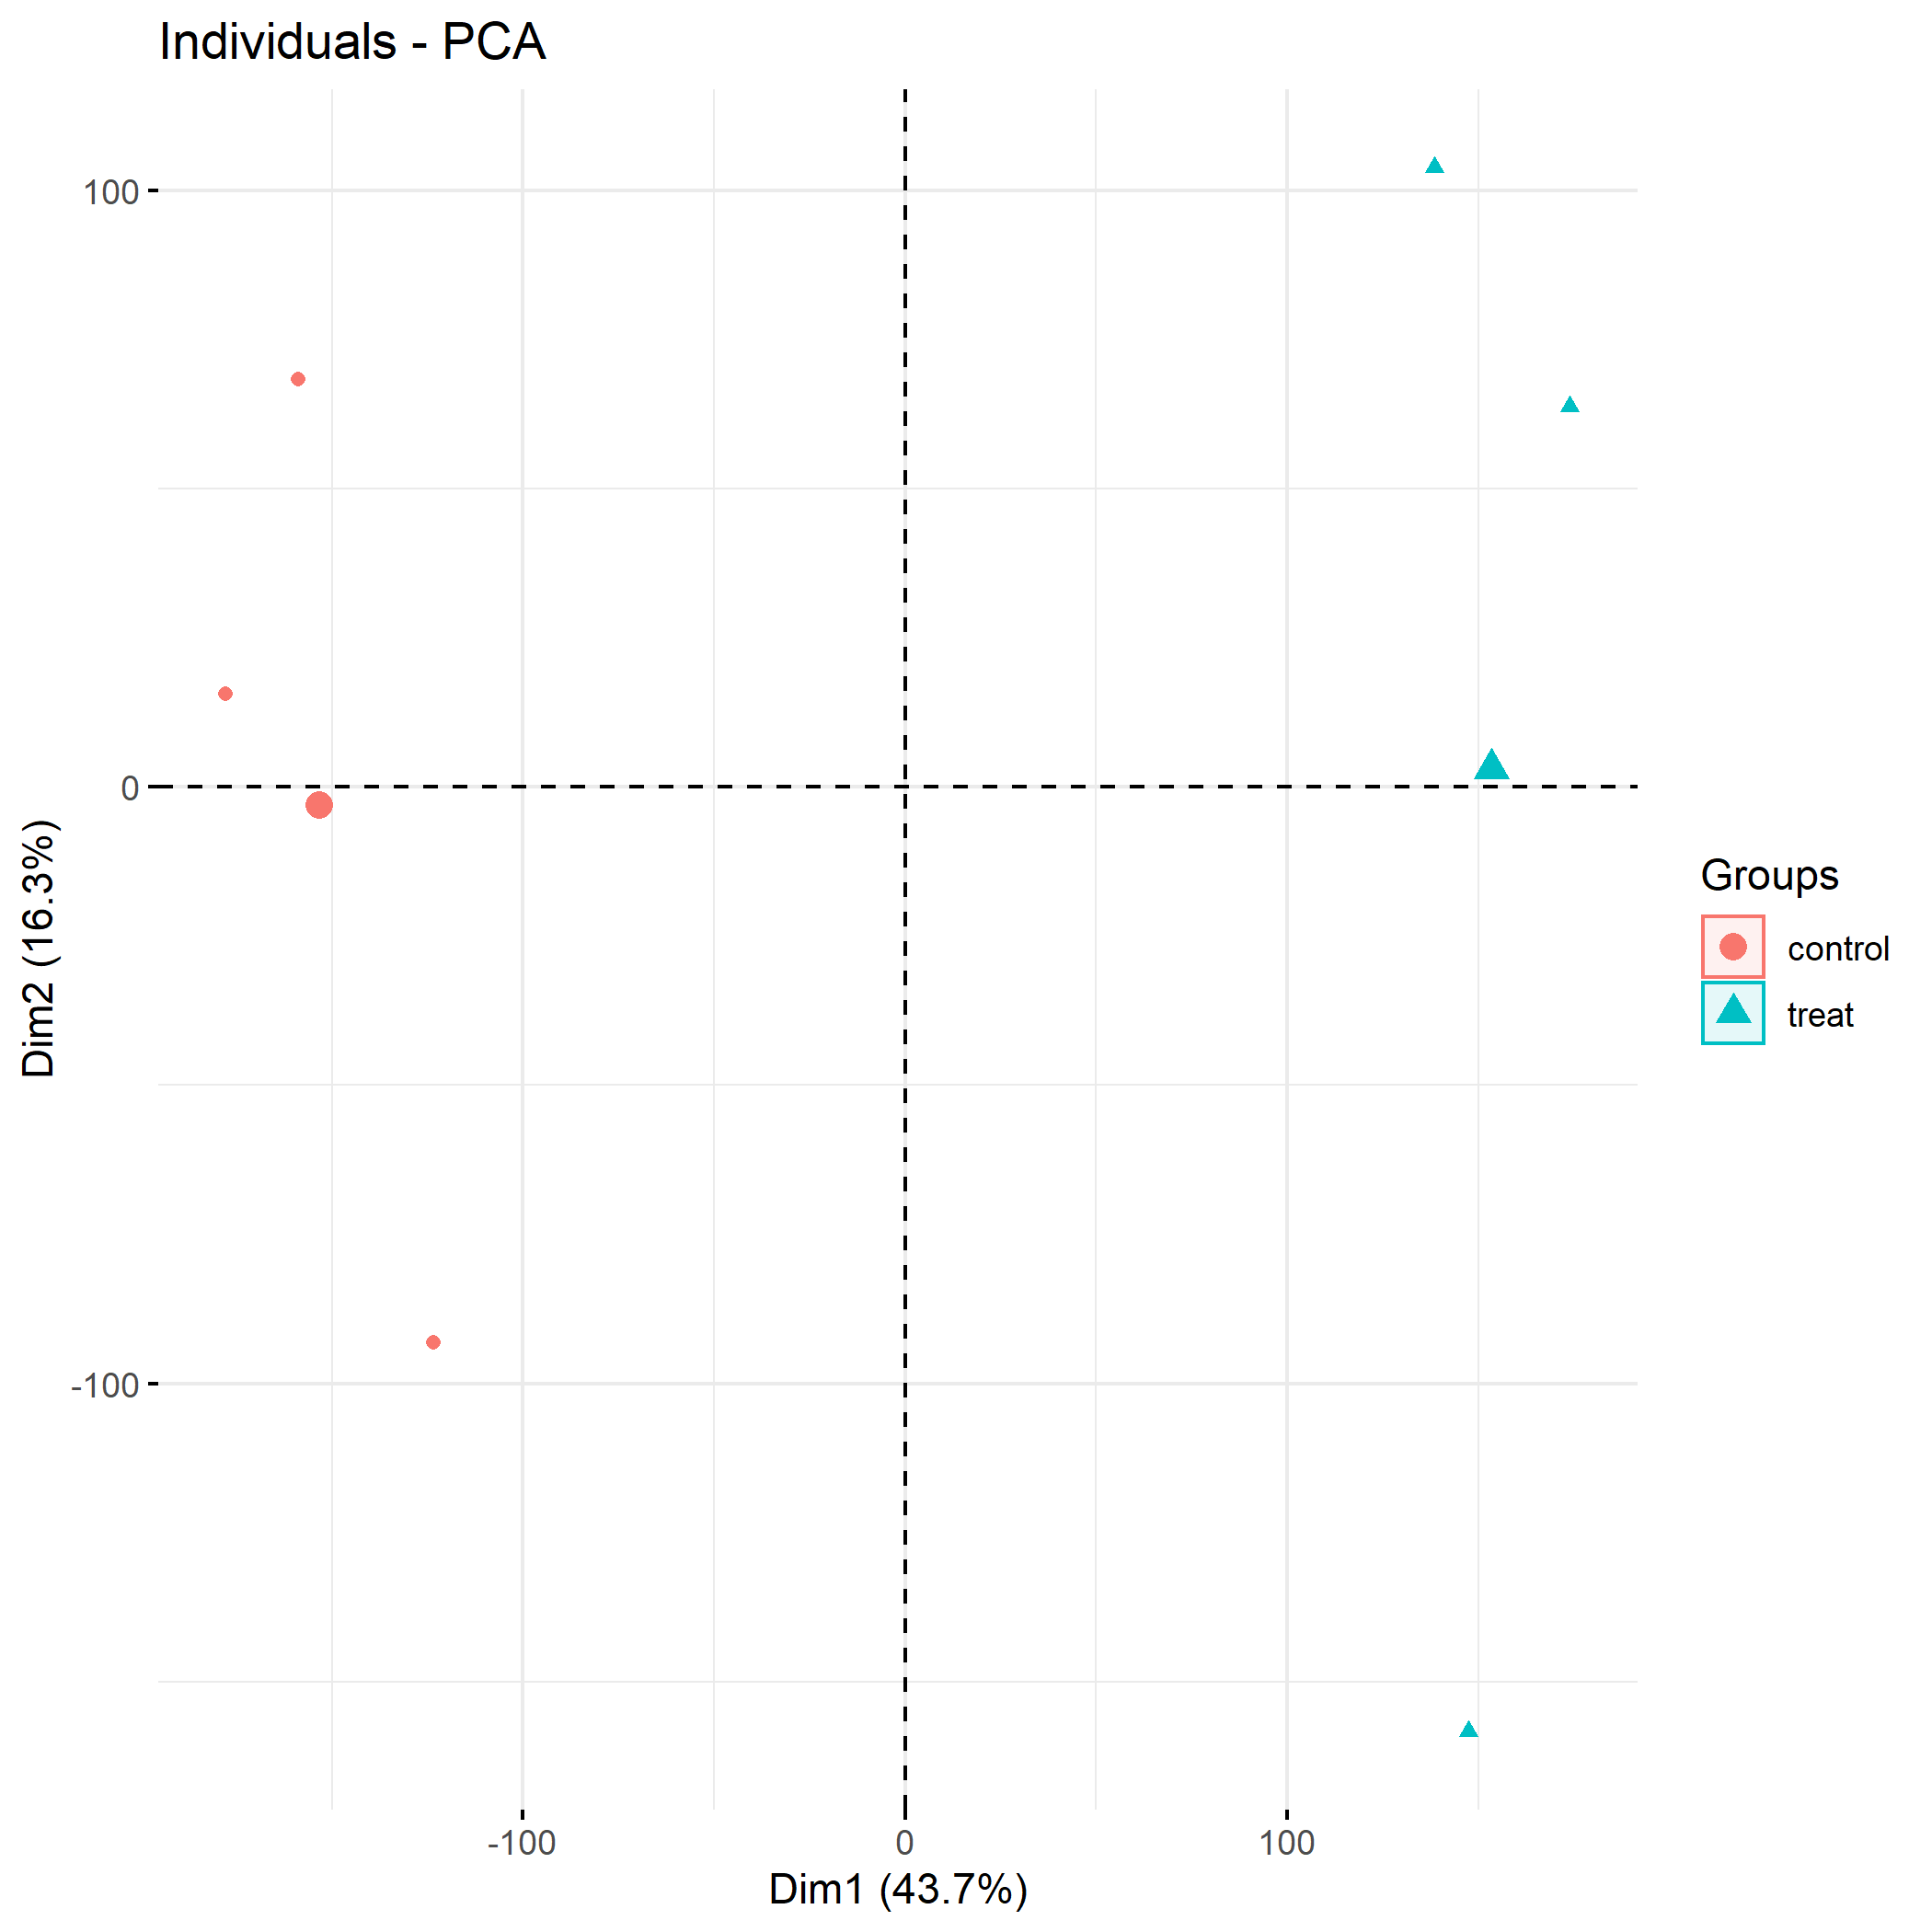 Individuals - PCA
100
0
-100
Dim2 (16.3%)
-100
0
100
Dim1 (43.7%)
Groups
control
treat